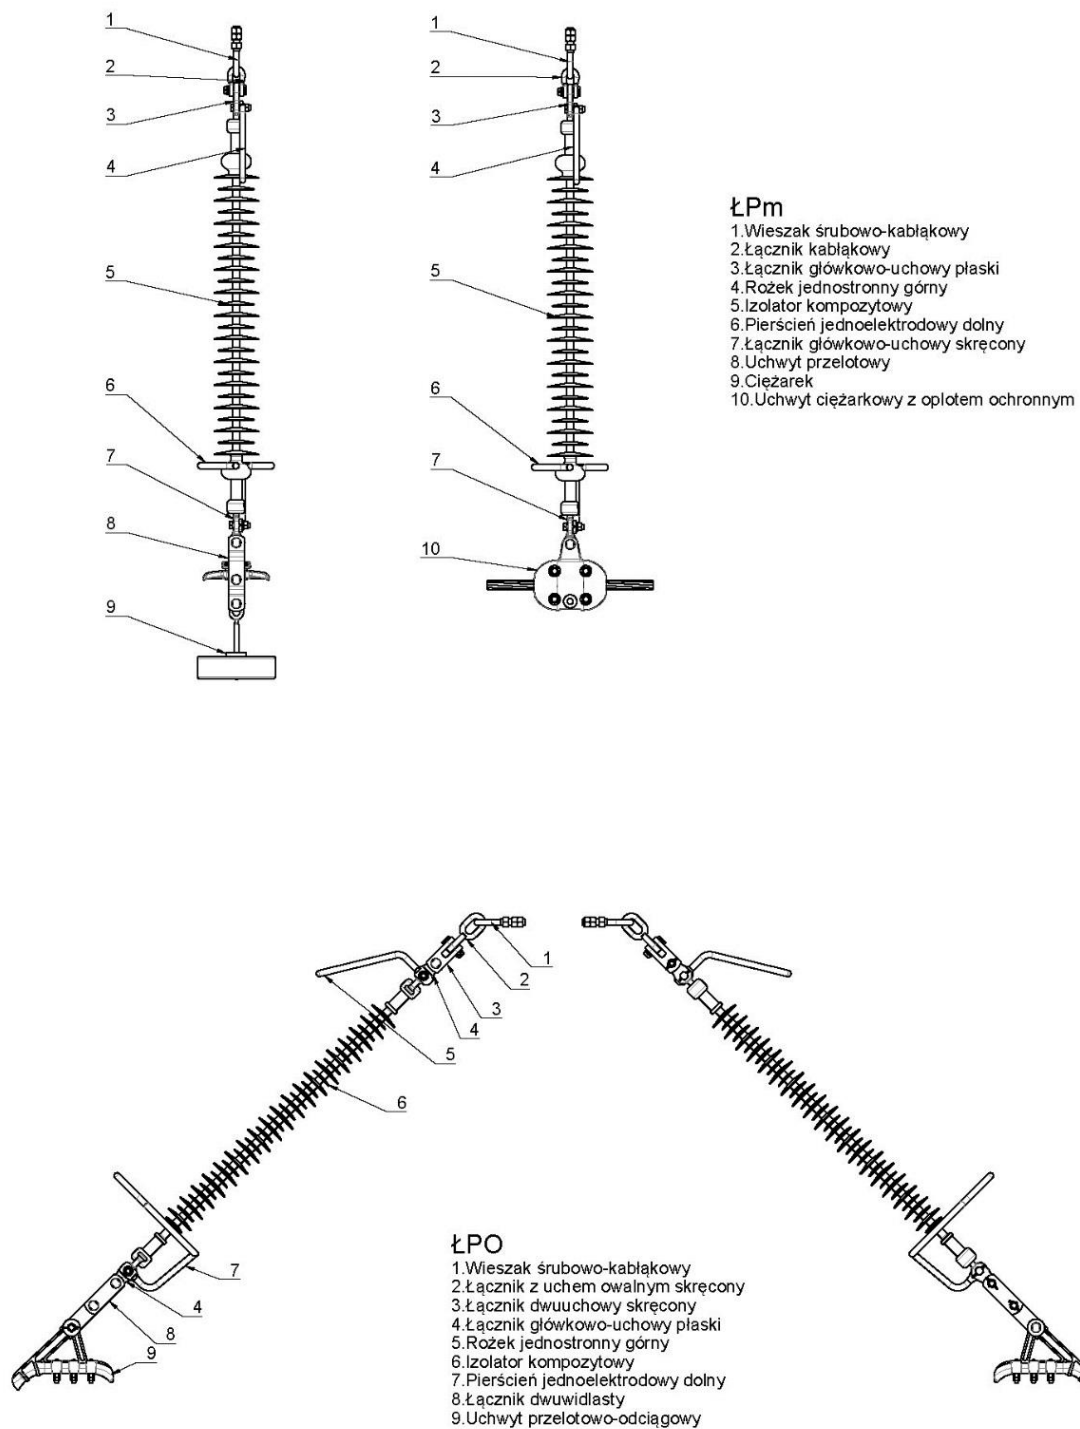 1
2
3
4
5
6
7
8
9
1
2
3
4
5
6
7
10
ŁPm
1.Wieszak śrubowo-kabłąkowy
2.Łącznik kabłąkowy
3.Łącznik główkowo-uchowy płaski
4.Rożek jednostronny górny
5.Izolator kompozytowy
6.Pierścień jednoelektrodowy dolny
7.Łącznik główkowo-uchowy skręcony
8.Uchwyt przelotowy
9.Ciężarek
10.Uchwyt ciężarkowy z oplotem ochronnym
1
2
3
4
5
6
7
4
8
9
ŁPO
1.Wieszak śrubowo-kabłąkowy
2.Łącznik z uchem owalnym skręcony
3.Łącznik dwuuchowy skręcony
4.Łącznik główkowo-uchowy płaski
5.Rożek jednostronny górny
6.Izolator kompozytowy
7.Pierścień jednoelektrodowy dolny
8.Łącznik dwuwidlasty
9.Uchwyt przelotowo-odciągowy